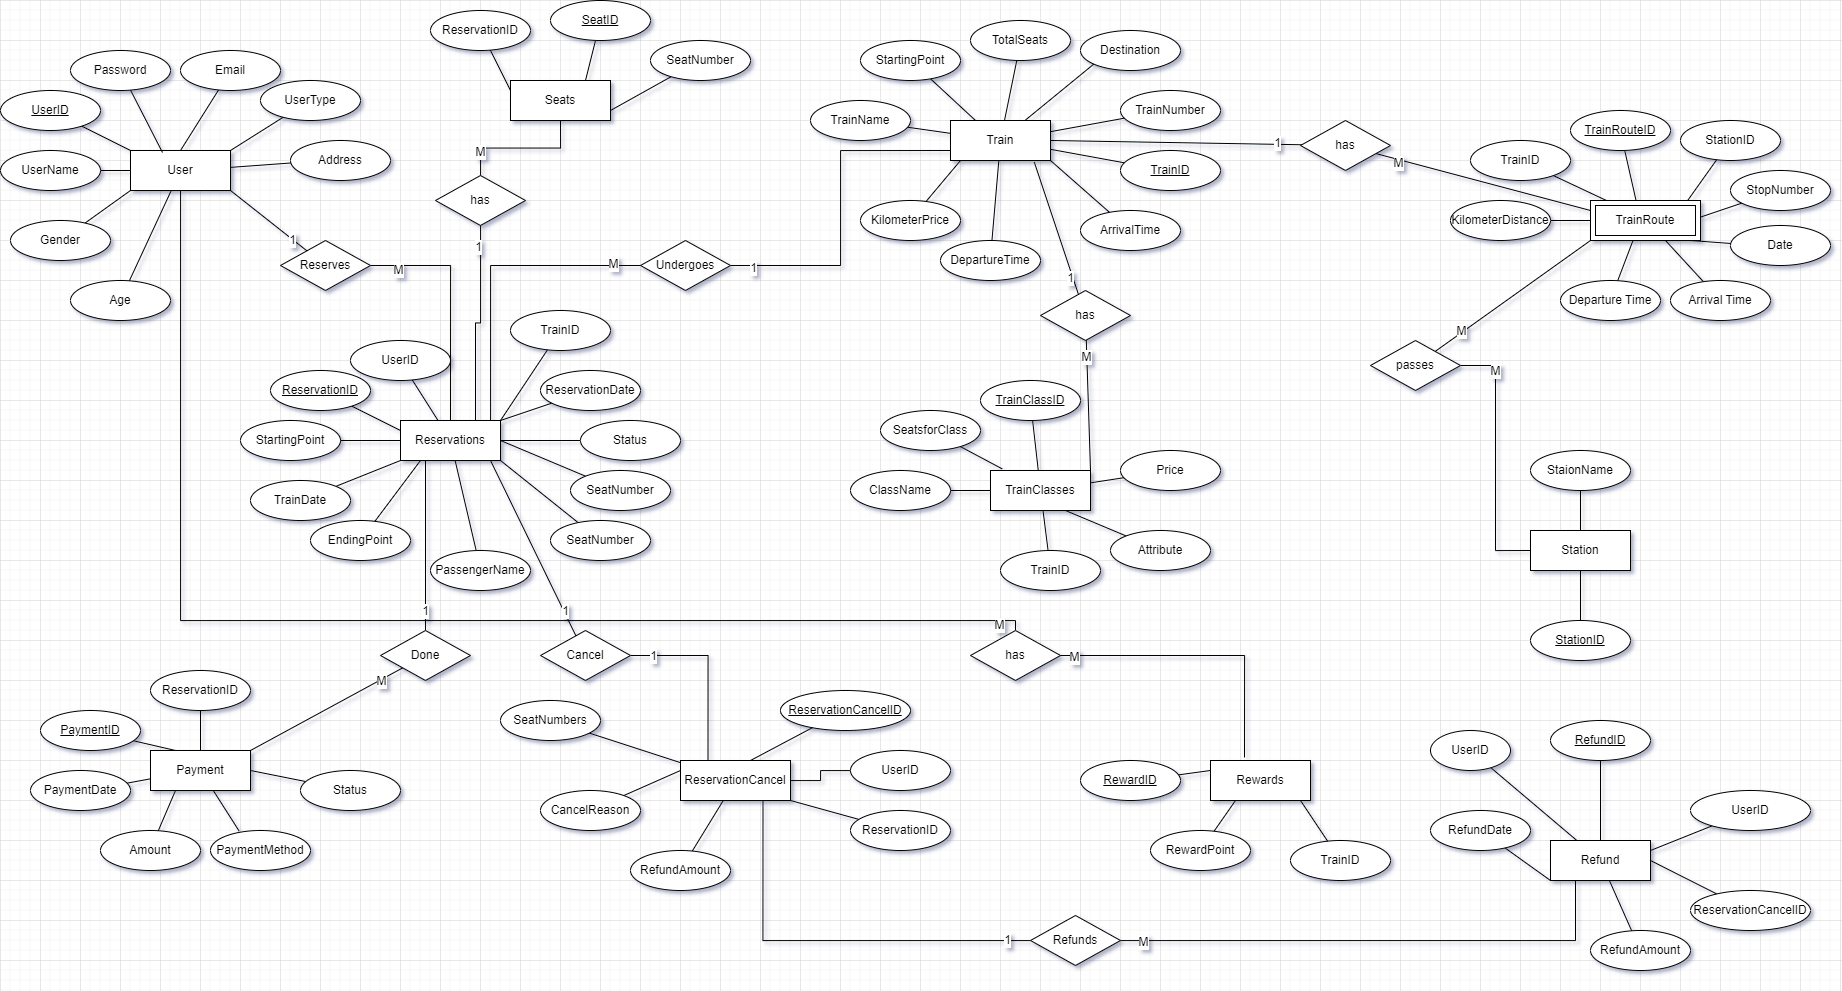 ReservationID
SeatID
SeatNumber
Seats
M
has
1
Password
Email
UserType
UserID
Address
UserName
User
Gender
Age
1
Reserves
M
StartingPoint
TotalSeats
Destination
TrainName
TrainNumber
Train
TrainID
KilometerPrice
ArrivalTime
DepartureTime
1
has
M
TrainRouteID
StationID
TrainID
StopNumber
KilometerDistance
TrainRoute
Date
Departure Time
Arrival Time
M
Undergoes
1
1
has
M
M
passes
M
TrainID
UserID
ReservationDate
ReservationID
StartingPoint
Reservations
Status
TrainDate
SeatNumber
EndingPoint
SeatNumber
PassengerName
TrainClassID
SeatsforClass
Price
ClassName
TrainClasses
Attribute
TrainID
StaionName
Station
StationID
1
Done
M
1
Cancel
1
M
has
M
ReservationID
PaymentID
Payment
PaymentDate
Status
Amount
PaymentMethod
SeatNumbers
ReservationCancelID
ReservationCancel
UserID
CancelReason
ReservationID
RefundAmount
RewardID
Rewards
RewardPoint
TrainID
UserID
RefundID
UserID
RefundDate
Refund
ReservationCancelID
RefundAmount
1
Refunds
M